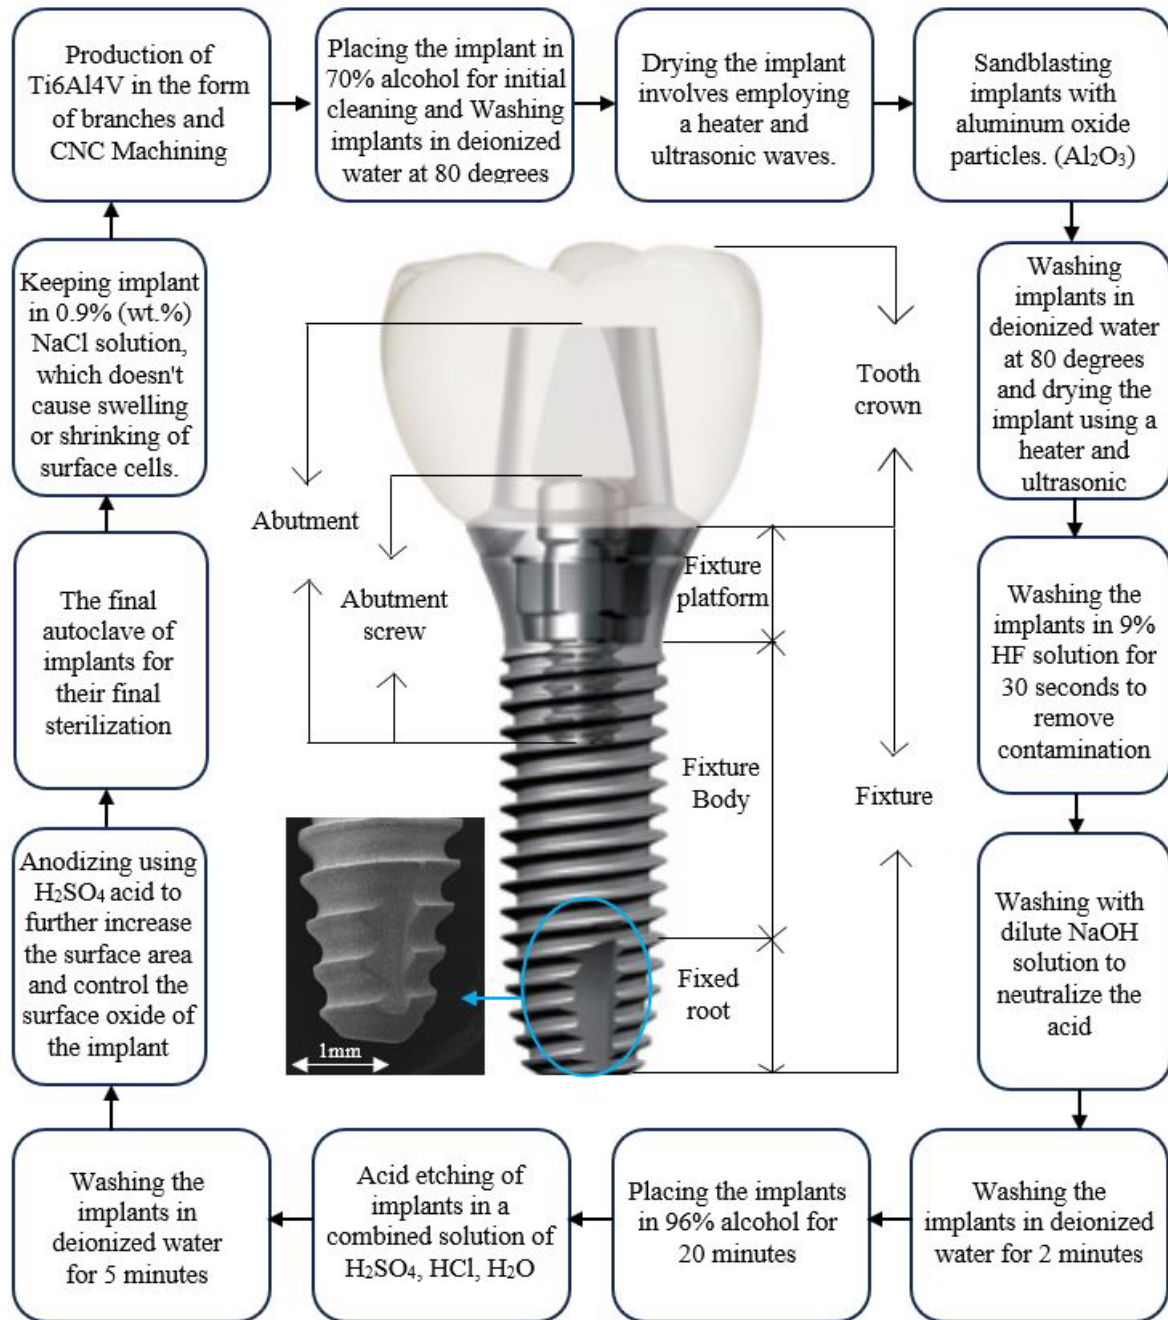 Production of
Ti6Al4V in the form
of branches and
CNC Machining
Placing the implant in
70% alcohol for initial
cleaning and Washing
implants in deionized
water at 80 degrees
Drying the implant
involves employing
a heater and
ultrasonic waves.
Sandblasting
implants with
aluminum oxide
particles. (Al₂O₃)
Washing
implants in
deionized water
at 80 degrees
and drying the
implant using a
heater and
ultrasonic
Washing the
implants in 9%
HF solution for
30 seconds to
remove
contamination
Washing with
dilute NaOH
solution to
neutralize the
acid
Washing the
implants in deionized
water for 2 minutes
Placing the implants
in 96% alcohol for
20 minutes
Acid etching of
implants in a
combined solution of
H₂SO₄, HCl, H₂O
Washing the
implants in
deionized water
for 5 minutes
Anodizing using
H₂SO₄ acid to
further increase
the surface area
and control the
surface oxide of
the implant
The final
autoclave of
implants for
their final
sterilization
Keeping implant
in 0.9% (wt.%)
NaCl solution,
which doesn't
cause swelling
or shrinking of
surface cells.
Tooth
crown
Abutment
Abutment
screw
Fixture
platform
Fixture
Body
Fixture
Fixed
root
1mm